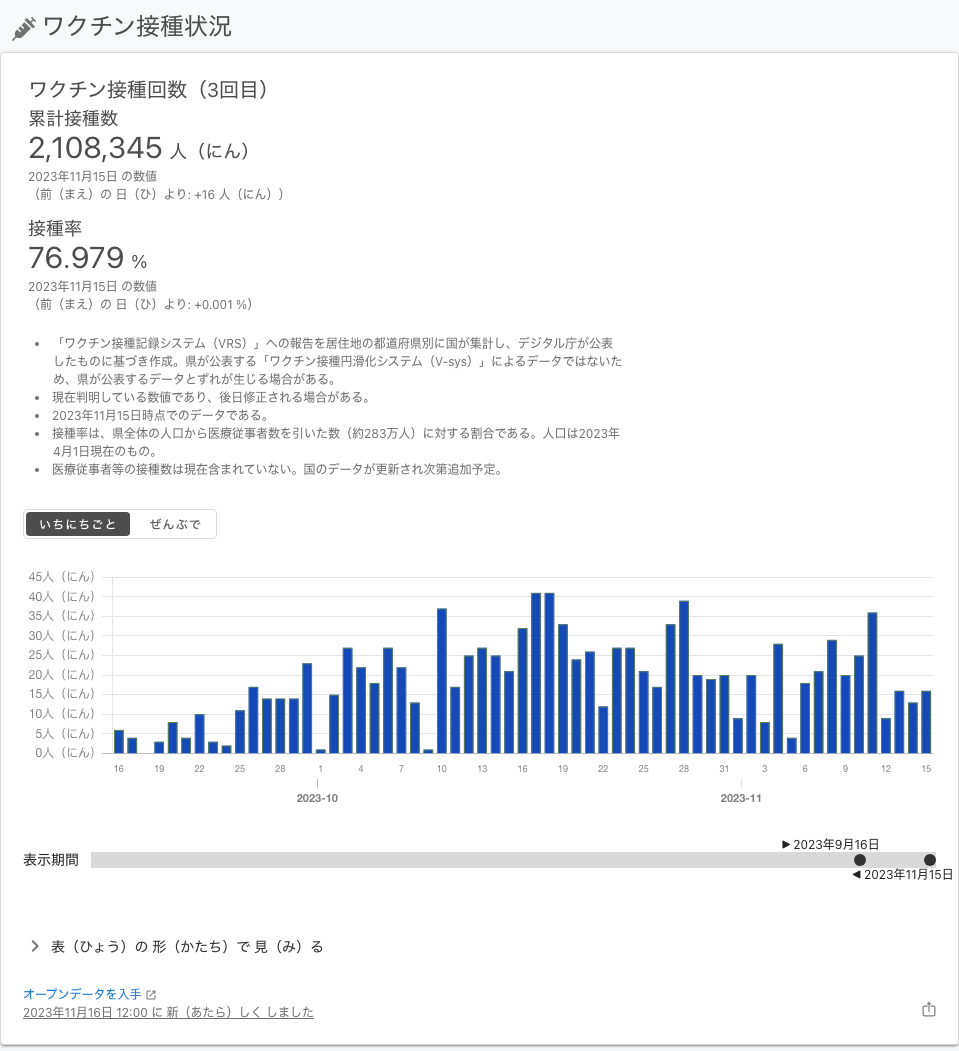 ワクチン接種状況
ワクチン接種回数（3回目）
累計接種数
2,108,345 人（にん）
2023年11月15日 の数値
（前（まえ）の 日（ひ）より: +16 人（にん））
接種率
76.979 %
2023年11月15日 の数値
（前（まえ）の 日（ひ）より: +0.001 %）
• 「ワクチン接種記録システム（VRS）」への報告を居住地の都道府県別に国が集計し、デジタル庁が公表
したものに基づき作成。県が公表する「ワクチン接種円滑化システム（V-sys）」によるデータではないた
め、県が公表するデータとずれが生じる場合がある。
• 現在判明している数値であり、後日修正される場合がある。
• 2023年11月15日時点でのデータである。
• 接種率は、県全体の人口から医療従事者数を引いた数（約283万人）に対する割合である。人口は2023年
4月1日現在のもの。
• 医療従事者等の接種数は現在含まれていない。国のデータが更新され次第追加予定。
いちにちごと ぜんぶで
45人（にん）
40人（にん）
35人（にん）
30人（にん）
25人（にん）
20人（にん）
15人（にん）
10人（にん）
5人（にん）
0人（にん）
16 19 22 25 28 1 4 7 10 13 16 19 22 25 28 31 3 6 9 12 15
2023-10 2023-11
▶ 2023年9月16日
表示期間
◀ 2023年11月15日
表（ひょう）の 形（かたち）で 見（み）る
オープンデータを入手
2023年11月16日 12:00 に 新（あたら）しく しました